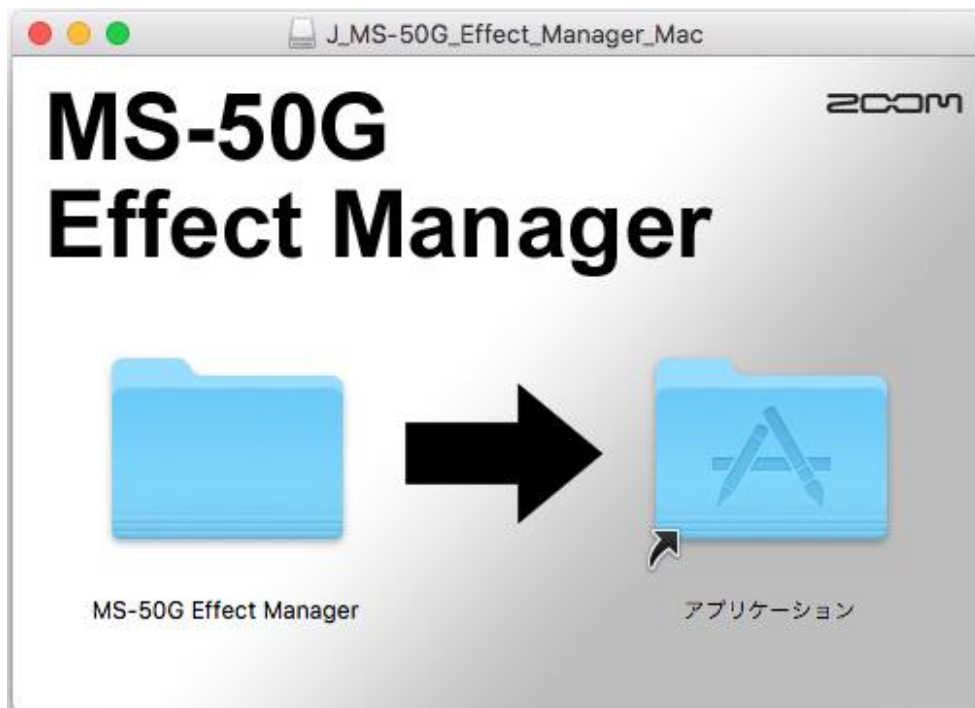 J_MS-50G_Effect_Manager_Mac
MS-50G
ZOOM
Effect Manager
MS-50G Effect Manager
アプリケーション